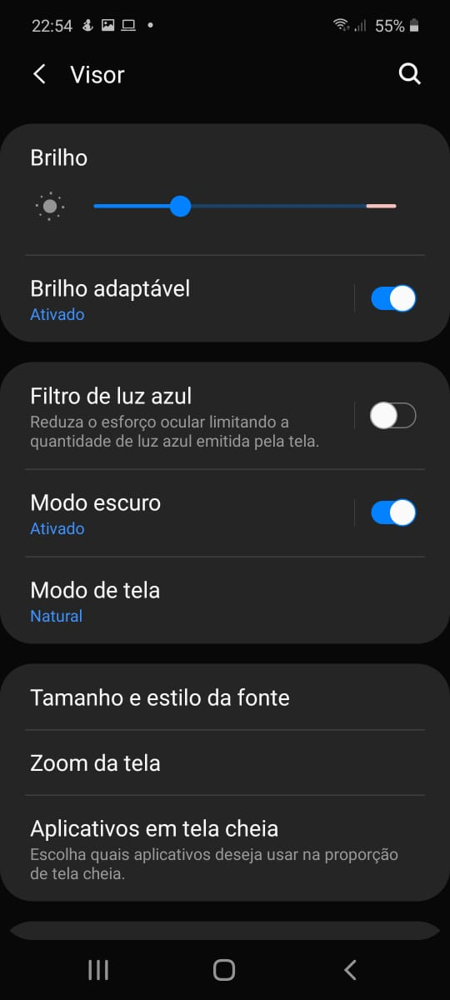 22:54
55%
Visor
Brilho
Brilho adaptável
Ativado
Filtro de luz azul
Reduza o esforço ocular limitando a
quantidade de luz azul emitida pela tela.
Modo escuro
Ativado
Modo de tela
Natural
Tamanho e estilo da fonte
Zoom da tela
Aplicativos em tela cheia
Escolha quais aplicativos deseja usar na proporção
de tela cheia.